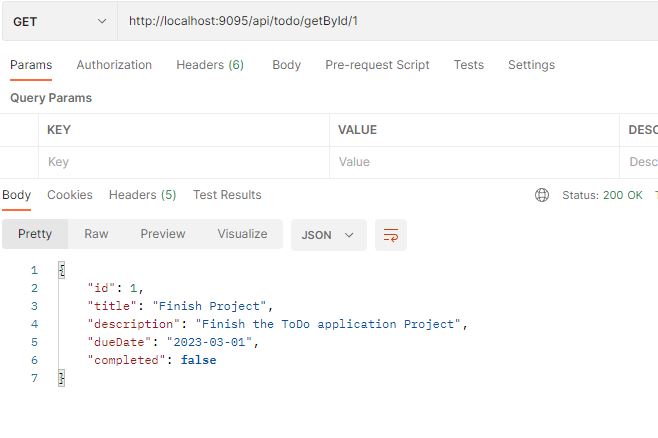 GET http://localhost:9095/api/todo/getById/1
Params Authorization Headers (6) Body Pre-request Script Tests Settings
Query Params
KEY VALUE DESC
Key Value Desc
Body Cookies Headers (5) Test Results Status: 200 OK
Pretty Raw Preview Visualize JSON
1 {
2 "id": 1,
3 "title": "Finish Project",
4 "description": "Finish the ToDo application Project",
5 "dueDate": "2023-03-01",
6 "completed": false
7 }